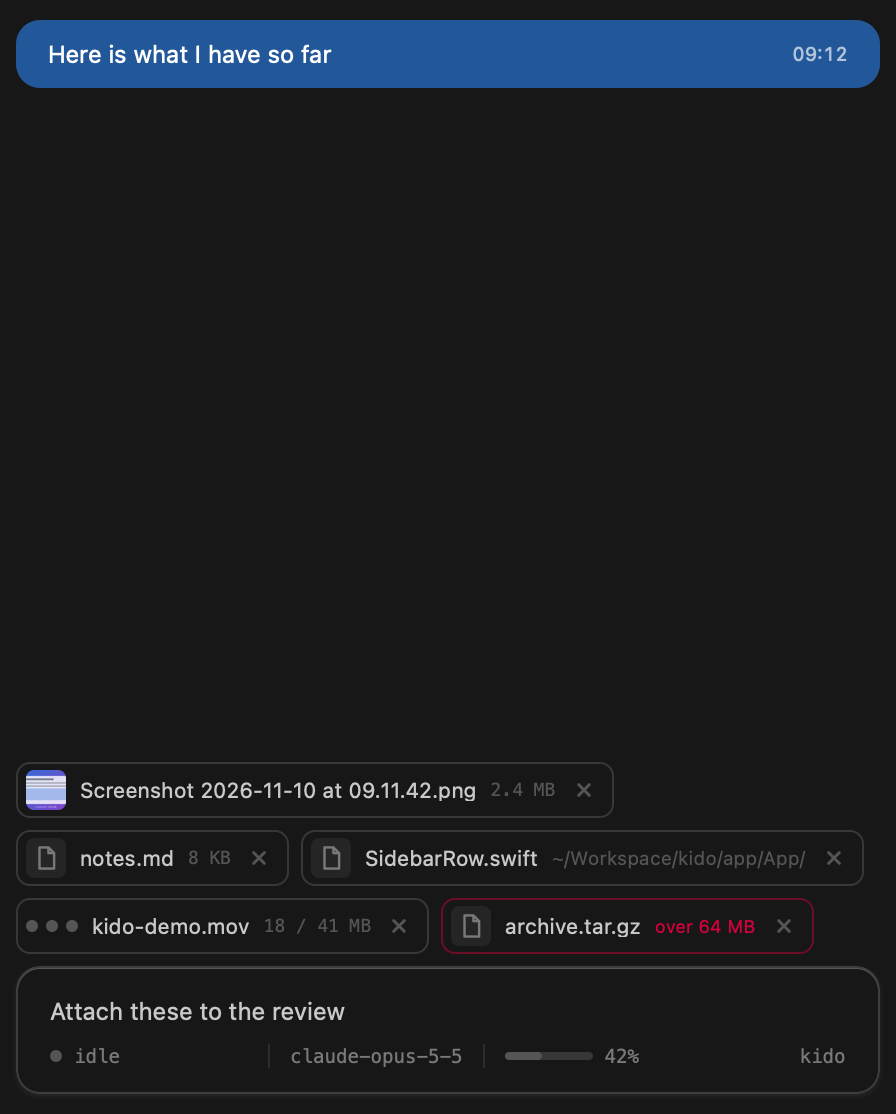 Here is what I have so far 09:12
Screenshot 2026-11-10 at 09.11.42.png 2.4 MB
notes.md 8 KB SidebarRow.swift ~/Workspace/kido/app/App/
kido-demo.mov 18 / 41 MB archive.tar.gz over 64 MB
Attach these to the review
idle claude-opus-5-5 42% kido